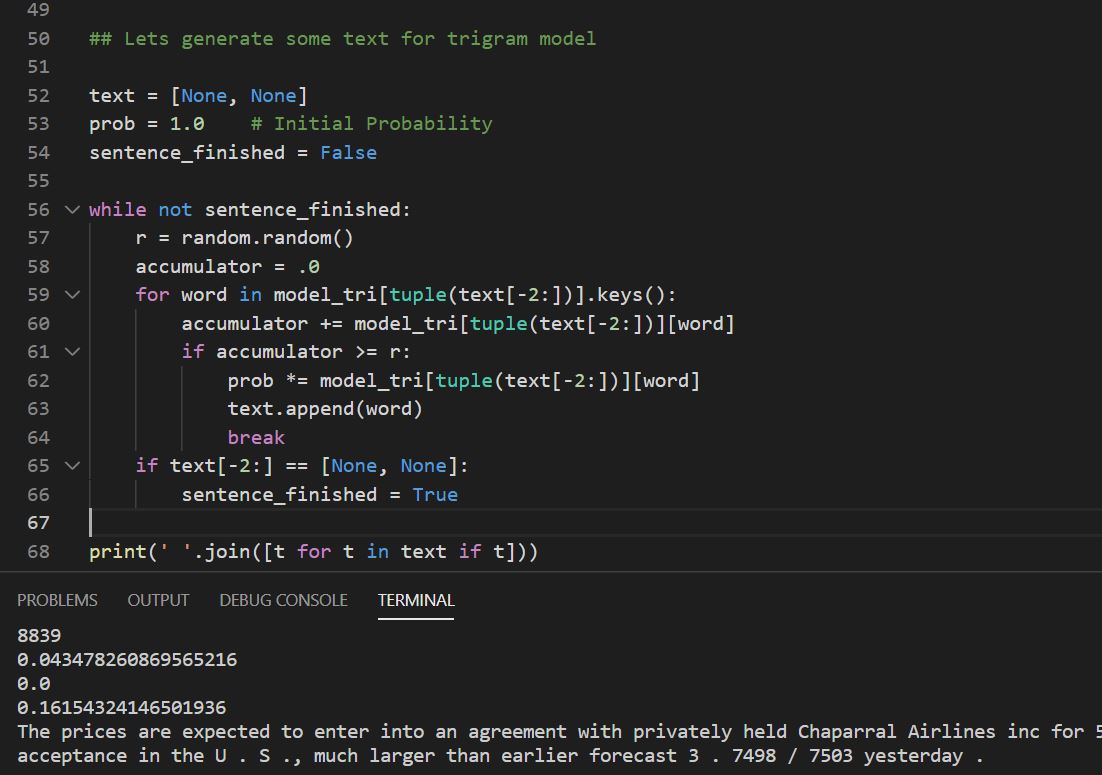 49
50 ## Lets generate some text for trigram model
51
52 text = [None, None]
53 prob = 1.0    # Initial Probability
54 sentence_finished = False
55
56 while not sentence_finished:
57     r = random.random()
58     accumulator = .0
59     for word in model_tri[tuple(text[-2:])].keys():
60         accumulator += model_tri[tuple(text[-2:])][word]
61         if accumulator >= r:
62             prob *= model_tri[tuple(text[-2:])][word]
63             text.append(word)
64             break
65     if text[-2:] == [None, None]:
66         sentence_finished = True
67
68 print(' '.join([t for t in text if t]))
PROBLEMS OUTPUT DEBUG CONSOLE TERMINAL
8839
0.043478260869565216
0.0
0.16154324146501936
The prices are expected to enter into an agreement with privately held Chaparral Airlines inc for
acceptance in the U . S ., much larger than earlier forecast 3 . 7498 / 7503 yesterday .